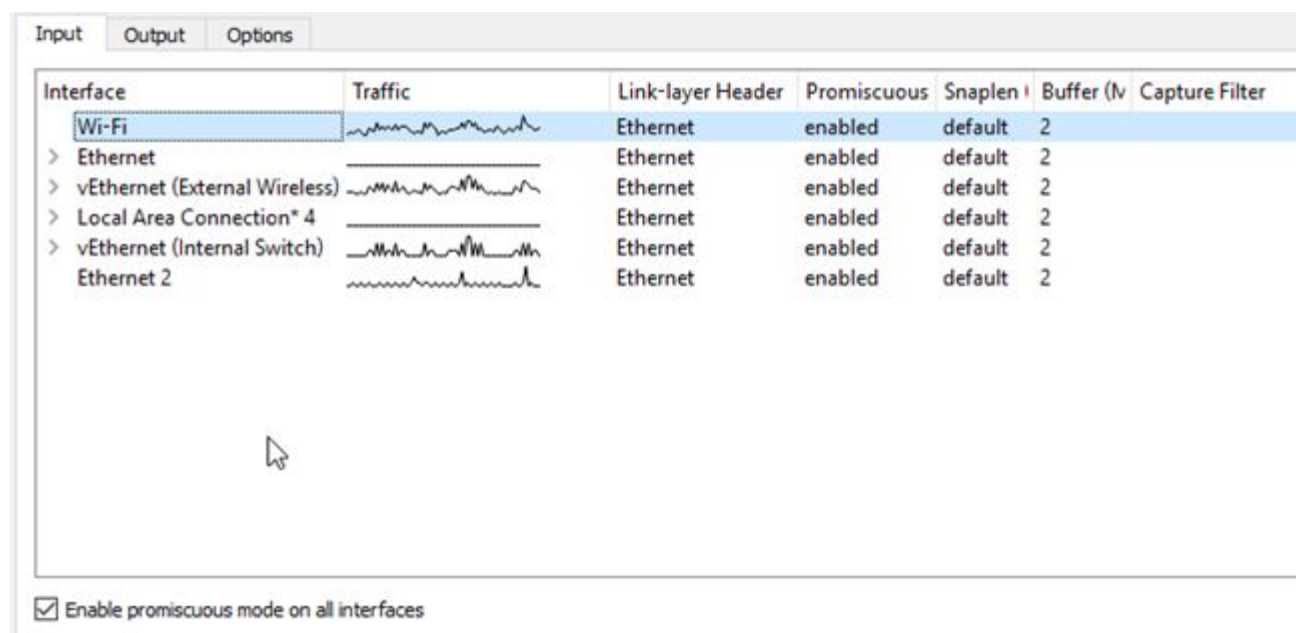 Input Output Options
Interface Traffic Link-layer Header Promiscuous Snaplen Buffer (M Capture Filter
Wi-Fi Ethernet enabled default 2
> Ethernet Ethernet enabled default 2
> vEthernet (External Wireless) Ethernet enabled default 2
> Local Area Connection* 4 Ethernet enabled default 2
> vEthernet (Internal Switch) Ethernet enabled default 2
Ethernet 2 Ethernet enabled default 2
Enable promiscuous mode on all interfaces